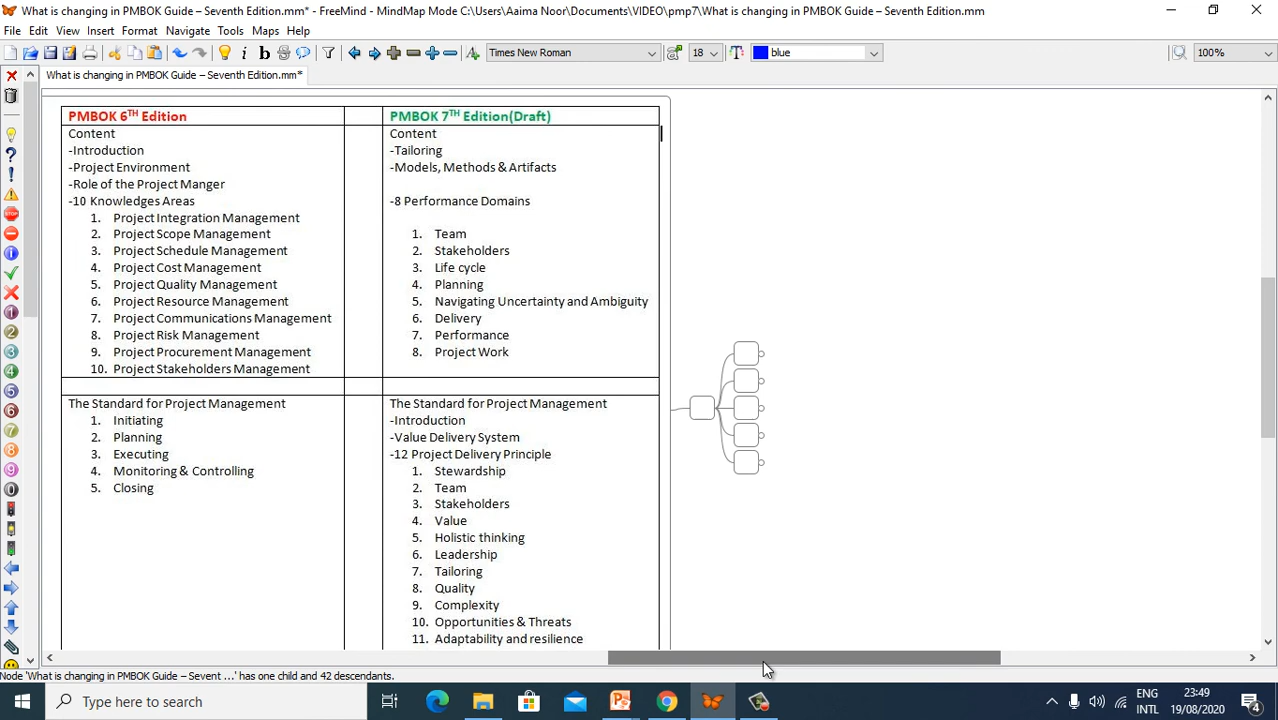 What is changing in PMBOK Guide – Seventh Edition.mm* - FreeMind - MindMap Mode C:\Users\Aaima Noor\Documents\VIDEO\pmp7\What is changing in PMBOK Guide – Seventh Edition.mm
File Edit View Insert Format Navigate Tools Maps Help
Times New Roman 18 blue 100%
What is changing in PMBOK Guide – Seventh Edition.mm*
PMBOK 6TH Edition
Content
-Introduction
-Project Environment
-Role of the Project Manger
-10 Knowledges Areas
1. Project Integration Management
2. Project Scope Management
3. Project Schedule Management
4. Project Cost Management
5. Project Quality Management
6. Project Resource Management
7. Project Communications Management
8. Project Risk Management
9. Project Procurement Management
10. Project Stakeholders Management
PMBOK 7TH Edition(Draft)
Content
-Tailoring
-Models, Methods & Artifacts
-8 Performance Domains
1. Team
2. Stakeholders
3. Life cycle
4. Planning
5. Navigating Uncertainty and Ambiguity
6. Delivery
7. Performance
8. Project Work
The Standard for Project Management
1. Initiating
2. Planning
3. Executing
4. Monitoring & Controlling
5. Closing
The Standard for Project Management
-Introduction
-Value Delivery System
-12 Project Delivery Principle
1. Stewardship
2. Team
3. Stakeholders
4. Value
5. Holistic thinking
6. Leadership
7. Tailoring
8. Quality
9. Complexity
10. Opportunities & Threats
11. Adaptability and resilience
Node 'What is changing in PMBOK Guide – Sevent ...' has one child and 42 descendants.
Type here to search
ENG
INTL
23:49
19/08/2020